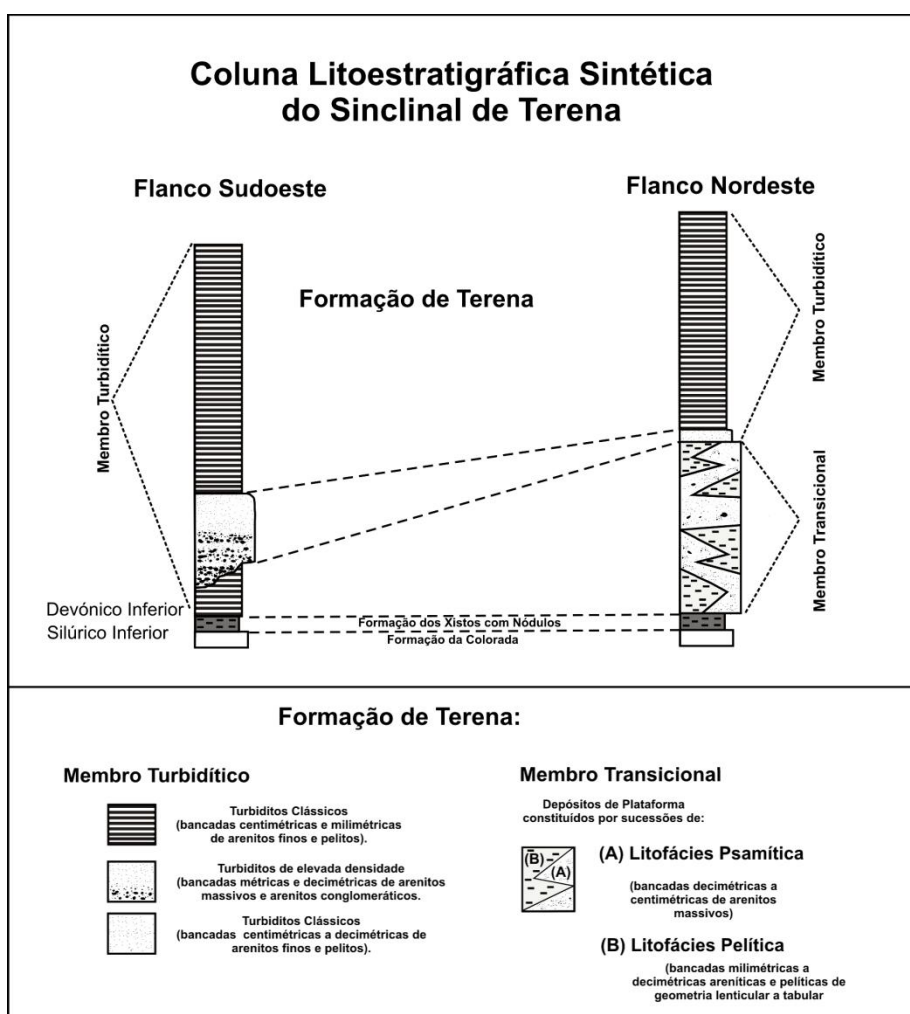 Coluna Litoestratigráfica Sintética
do Sinclinal de Terena
Flanco Sudoeste
Flanco Nordeste
Formação de Terena
Membro Turbidítico
Membro Turbidítico
Membro Transicional
Devónico Inferior
Silúrico Inferior
Formação dos Xistos com Nódulos
Formação da Colorada
Formação de Terena:
Membro Turbidítico
Turbiditos Clássicos
(bancadas centimétricas e milimétricas
de arenitos finos e pelitos).
Turbiditos de elevada densidade
(bancadas métricas e decimétricas de arenitos
massivos e arenitos conglomeráticos.
Turbiditos Clássicos
(bancadas centimétricas a decimétricas de
arenitos finos e pelitos).
Membro Transicional
Depósitos de Plataforma
constituídos por sucessões de:
(B)
(A)
(A) Litofácies Psamítica
(bancadas decimétricas a
centimétricas de arenitos
massivos)
(B) Litofácies Pelítica
(bancadas milimétricas a
decimétricas areníticas e pelíticas de
geometria lenticular a tabular